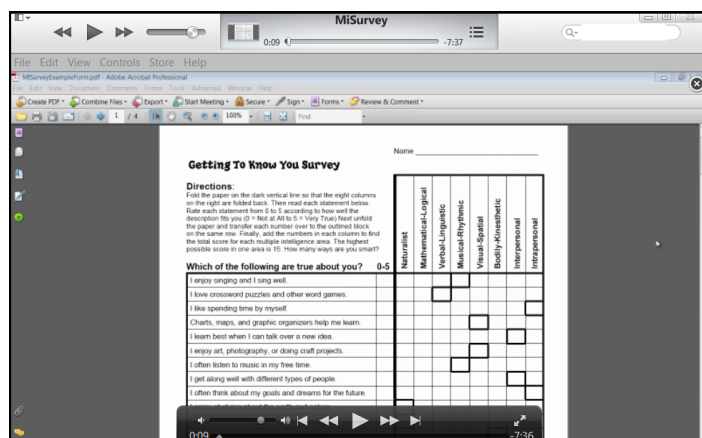 MiSurvey
0:09
-7:37
File Edit View Controls Store Help
MISurveyExampleForm.pdf - Adobe Acrobat Professional
File Edit View Document Comments Forms Tools Advanced Window Help
Create PDF Combine Files Export Start Meeting Secure Sign Forms Review & Comment
1 / 4 100% Find
Name
Getting To Know You Survey
Directions:
Fold the paper on the dark vertical line so that the eight columns
on the right are folded back. Then read each statement below.
Rate each statement from 0 to 5 according to how well the
description fits you (0 = Not at All to 5 = Very True) Next unfold
the paper and transfer each number over to the outlined block
on the same row. Finally, add the numbers in each column to find
the total score for each multiple intelligence area. The highest
possible score in one area is 15. How many ways are you smart?
Which of the following are true about you? 0-5
Naturalist
Mathematical-Logical
Verbal-Linguistic
Musical-Rhythmic
Visual-Spatial
Bodily-Kinesthetic
Interpersonal
Intrapersonal
I enjoy singing and I sing well.
I love crossword puzzles and other word games.
I like spending time by myself.
Charts, maps, and graphic organizers help me learn.
I learn best when I can talk over a new idea.
I enjoy art, photography, or doing craft projects.
I often listen to music in my free time.
I get along well with different types of people.
I often think about my goals and dreams for the future.
0:09
-7:36